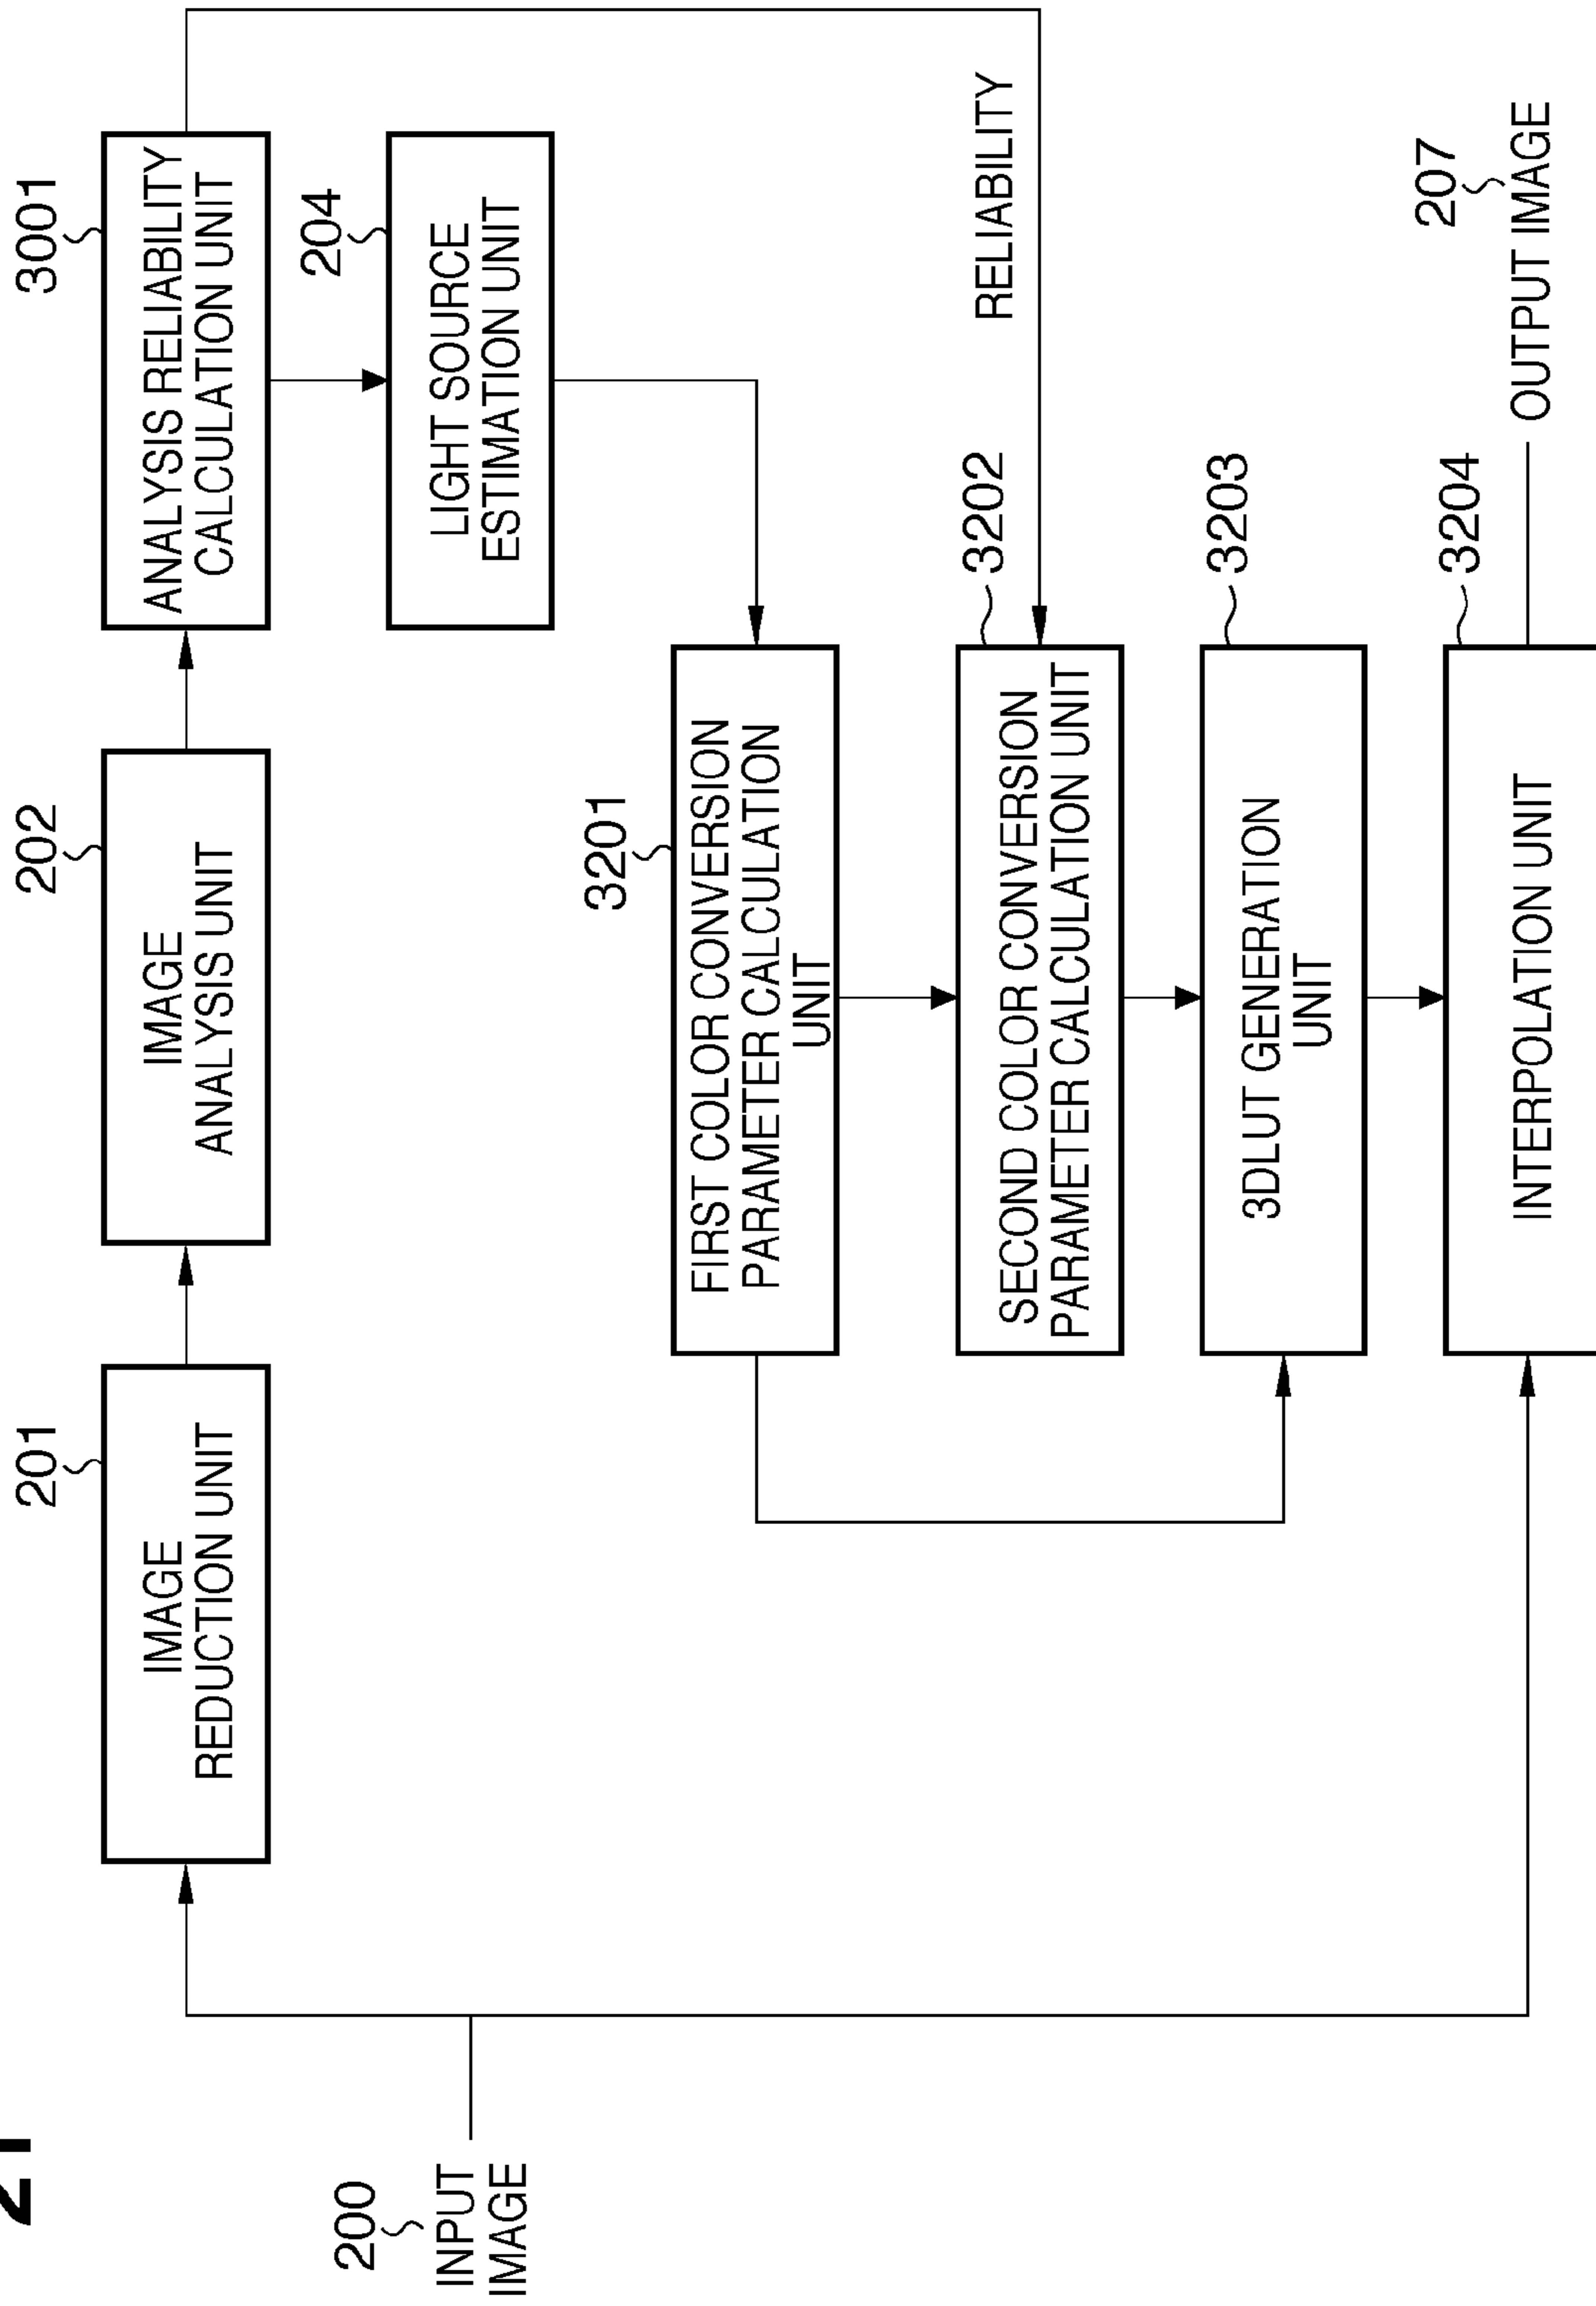 21
200
INPUT
IMAGE
201
IMAGE
REDUCTION UNIT
202
IMAGE
ANALYSIS UNIT
3001
ANALYSIS RELIABILITY
CALCULATION UNIT
204
LIGHT SOURCE
ESTIMATION UNIT
3201
FIRST COLOR CONVERSION
PARAMETER CALCULATION
UNIT
RELIABILITY
3202
SECOND COLOR CONVERSION
PARAMETER CALCULATION UNIT
3203
3DLUT GENERATION
UNIT
3204
INTERPOLATION UNIT
207
OUTPUT IMAGE